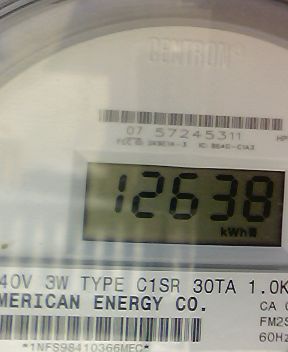 CENTRON®
07 57245311
12638
kWh
40V 3W TYPE C1SR 30TA 1.0K
MERICAN ENERGY CO.
CA
FM2S
60Hz
*1NFS98410366MEC*